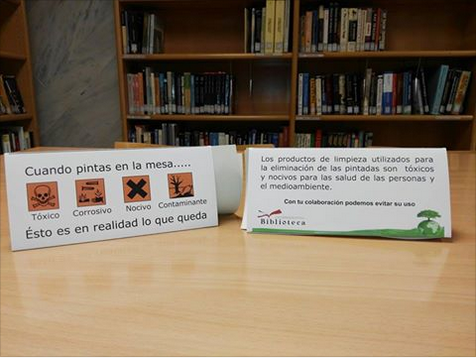 Cuando pintas en la mesa.....
Tóxico Corrosivo Nocivo Contaminante
Ésto es en realidad lo que queda
Los productos de limpieza utilizados para
la eliminación de las pintadas son tóxicos
y nocivos para la salud de las personas y
el medioambiente.
Con tu colaboración podemos evitar su uso
Biblioteca